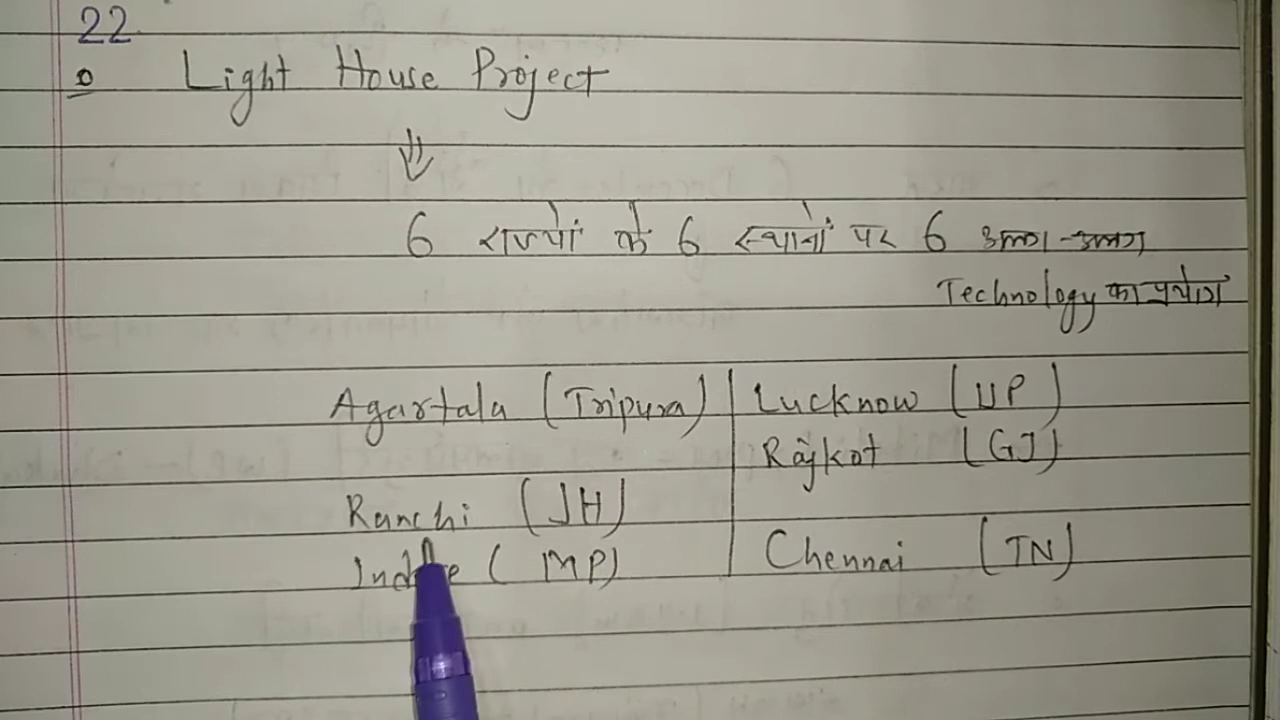 22
Light House Project
6 राज्यों के 6 स्थानों पर 6 अलग-अलग
Technology का प्रयोग
Agartala (Tripura) | Lucknow (UP)
Rajkot (GJ)
Ranchi (JH)
Indore (MP) | Chennai (TN)